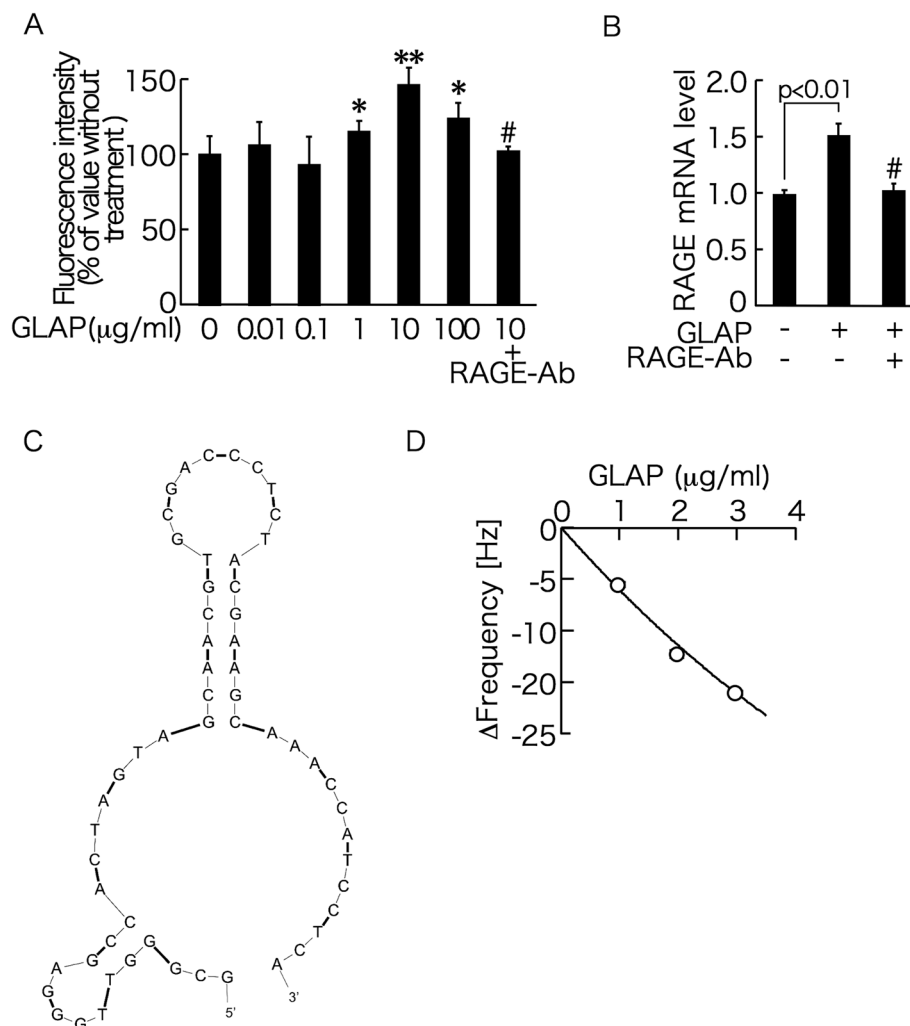 A
Fluorescence intensity
(% of value without
treatment )
150
100
50
0
* ** * #
GLAP(μg/ml) 0 0.01 0.1 1 10 100 10
+
RAGE-Ab
B
RAGE mRNA level
2.0
1.5
1.0
0.5
0
p<0.01
#
GLAP - + +
RAGE-Ab - - +
C
5' G C G G G T T G G G A G C C A C T A G T A G C A A C G T G C G A C C C T C T A C G A A G C A A A C C A T C C T C A 3'
D
GLAP (μg/ml)
0 1 2 3 4
ΔFrequency [Hz]
0
-5
-10
-20
-25